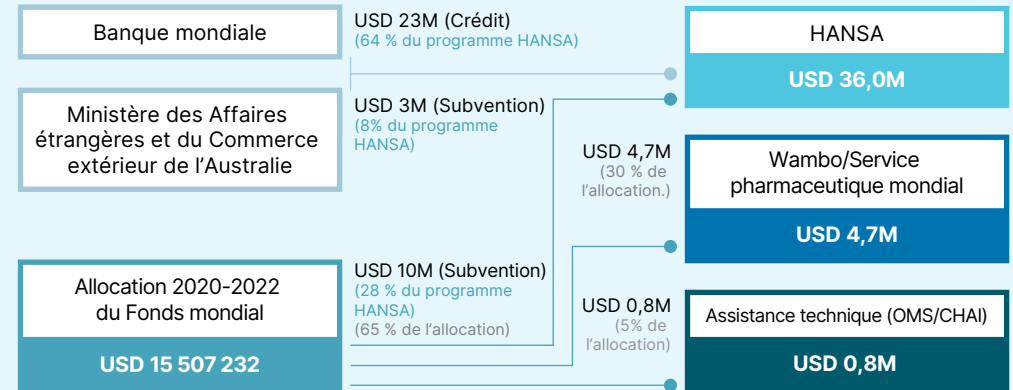 Banque mondiale
USD 23M (Crédit)
(64 % du programme HANSA)
HANSA
USD 36,0M
Ministère des Affaires
étrangères et du Commerce
extérieur de l'Australie
USD 3M (Subvention)
(8% du programme
HANSA)
USD 4,7M
(30 % de
l'allocation.)
Wambo/Service
pharmaceutique mondial
USD 4,7M
Allocation 2020-2022
du Fonds mondial
USD 15 507 232
USD 10M (Subvention)
(28 % du programme
HANSA)
(65 % de l'allocation)
USD 0,8M
(5% de
l'allocation)
Assistance technique (OMS/CHAI)
USD 0,8M